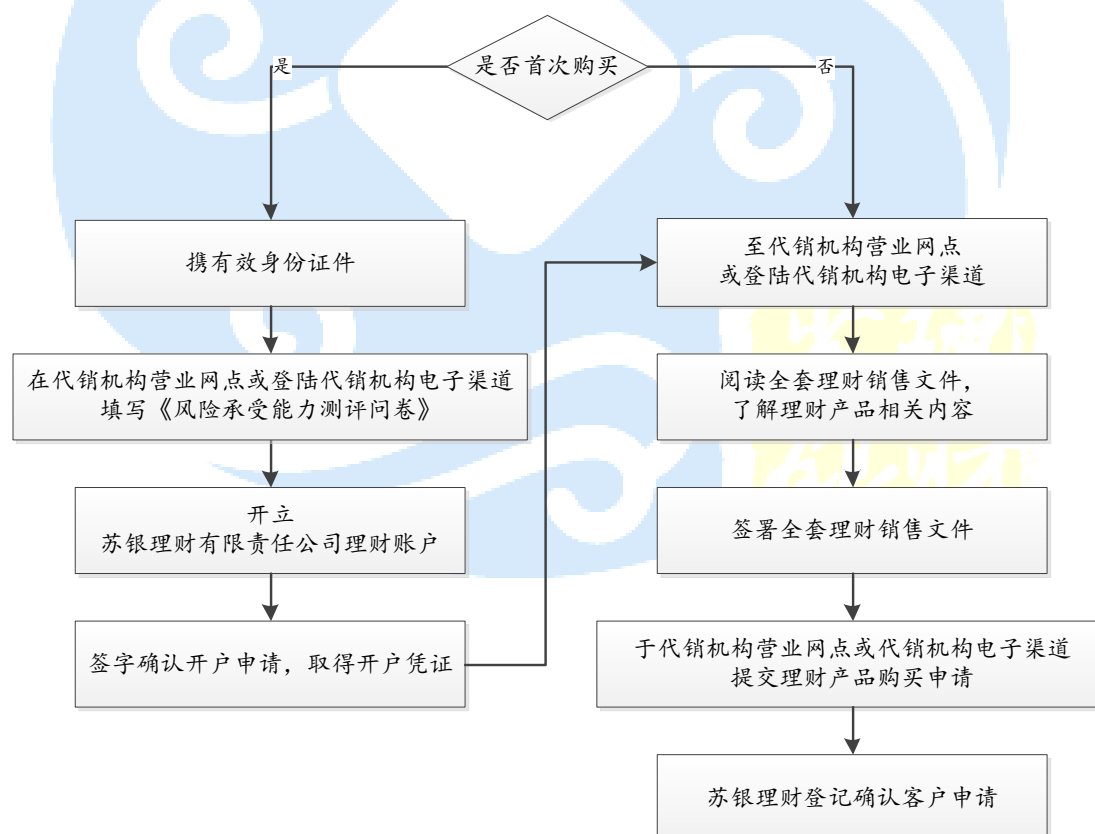 是否首次购买
是
否
携有效身份证件
在代销机构营业网点或登陆代销机构电子渠道
填写《风险承受能力测评问卷》
开立
苏银理财有限责任公司理财账户
签字确认开户申请，取得开户凭证
至代销机构营业网点
或登陆代销机构电子渠道
阅读全套理财销售文件，
了解理财产品相关内容
签署全套理财销售文件
于代销机构营业网点或代销机构电子渠道
提交理财产品购买申请
苏银理财登记确认客户申请